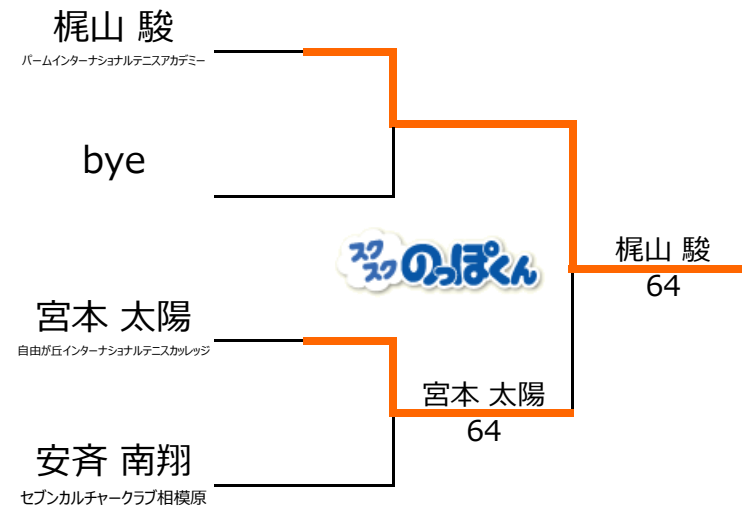 梶山 駿
パームインターナショナルテニスアカデミー
bye
スクスク のっぽくん
梶山 駿
64
宮本 太陽
自由が丘インターナショナルテニスカッレッジ
宮本 太陽
64
安斉 南翔
セブンカルチャークラブ相模原